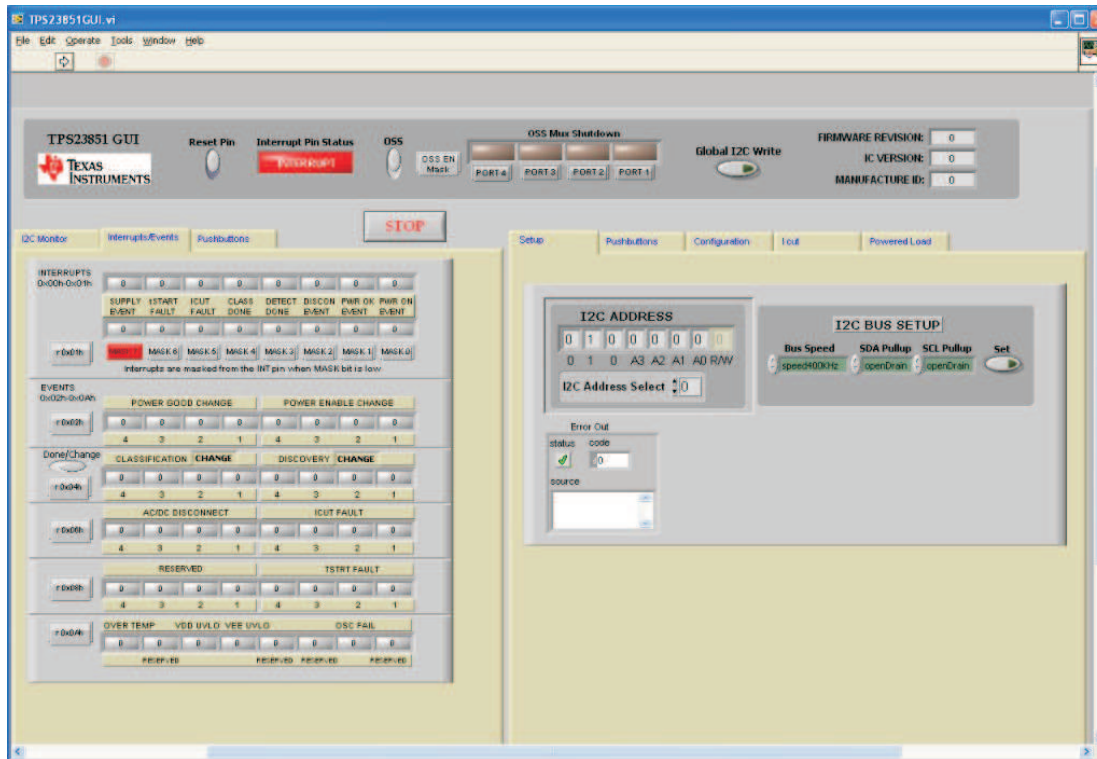 TPS23851GUI.vi
File Edit Operate Tools Window Help
TPS23851 GUI
TEXAS
INSTRUMENTS
Reset Pin
Interrupt Pin Status
INTERRUPT
OSS
OSS EN
Mask
OSS Mux Shutdown
PORT 4 PORT 3 PORT 2 PORT 1
Global I2C Write
FIRMWARE REVISION: 0
IC VERSION: 0
MANUFACTURE ID: 0
STOP
I2C Monitor Interrupts/Events Pushbuttons
INTERRUPTS
0x00h-0x01h
0 0 0 0 0 0 0 0
SUPPLY EVENT tSTART FAULT ICUT FAULT CLASS DONE DETECT DONE DISCON EVENT PWR OK EVENT PWR ON EVENT
0 0 0 0 0 0 0 0
r 0x01h MASK 7 MASK 6 MASK 5 MASK 4 MASK 3 MASK 2 MASK 1 MASK 0
Interrupts are masked from the INT pin when MASK bit is low
EVENTS
0x02h-0x0Ah
POWER GOOD CHANGE POWER ENABLE CHANGE
r 0x02h 0 0 0 0 0 0 0 0
4 3 2 1 4 3 2 1
Done/Change
CLASSIFICATION CHANGE DISCOVERY CHANGE
r 0x04h 0 0 0 0 0 0 0 0
4 3 2 1 4 3 2 1
AC/DC DISCONNECT ICUT FAULT
r 0x06h 0 0 0 0 0 0 0 0
4 3 2 1 4 3 2 1
RESERVED TSTRT FAULT
r 0x08h 0 0 0 0 0 0 0 0
4 3 2 1 4 3 2 1
OVER TEMP VDD UVLO VEE UVLO OSC FAIL
r 0x0Ah 0 0 0 0 0 0 0 0
RESERVED RESERVED RESERVED RESERVED
Setup Pushbuttons Configuration I cut Powered Load
I2C ADDRESS
0 1 0 0 0 0 0 0
0 1 0 A3 A2 A1 A0 R/W
I2C Address Select 0
I2C BUS SETUP
Bus Speed SDA Pullup SCL Pullup Set
speed400KHz openDrain openDrain
Error Out
status code
0
source